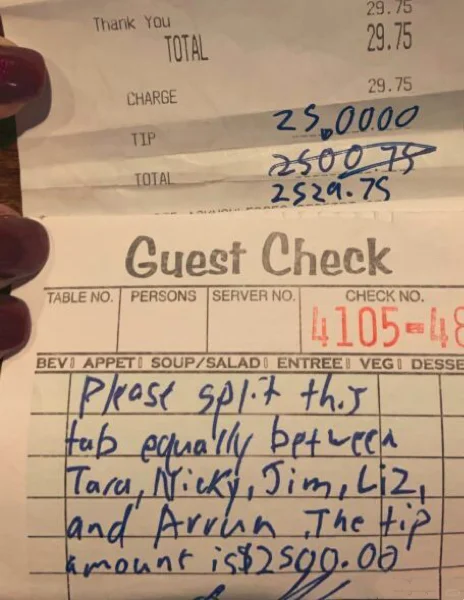 29.75
Thank You
TOTAL 29.75
CHARGE 29.75
TIP 25,0000
TOTAL 2500.75
2529.75
Guest Check
TABLE NO. PERSONS SERVER NO. CHECK NO.
4105-48
BEV APPET SOUP/SALAD ENTREE VEG DESSE
Please split this
tab equally between
Tara, Nicky, Jim, Liz,
and Arrun. The tip
amount is $2500.00